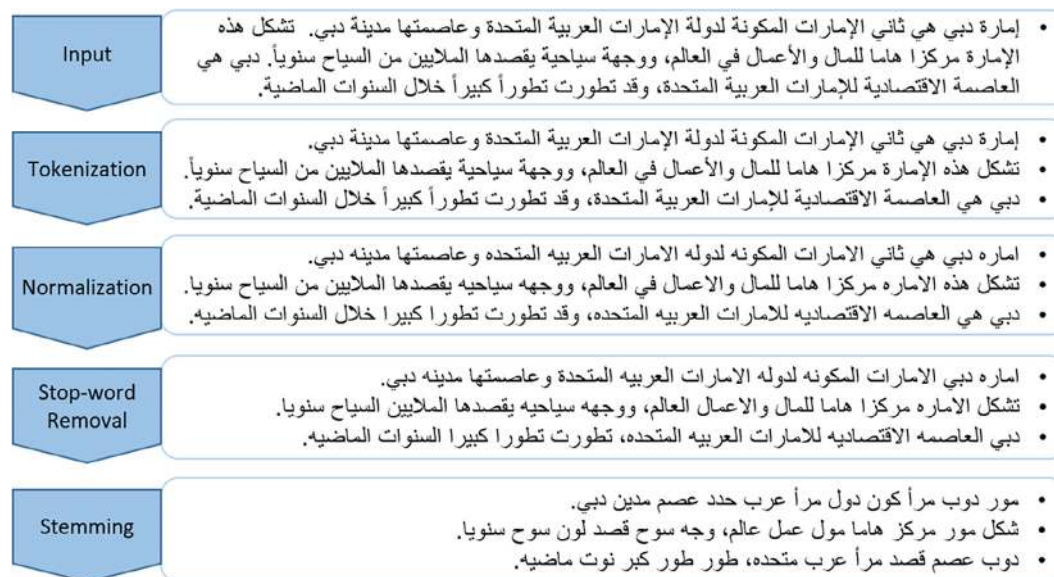 Input
• إمارة دبي هي ثاني الإمارات المكونة لدولة الإمارات العربية المتحدة وعاصمتها مدينة دبي. تشكل هذه
الإمارة مركزا هاما للمال والأعمال في العالم، ووجهة سياحية يقصدها الملايين من السياح سنوياً. دبي هي
العاصمة الاقتصادية للإمارات العربية المتحدة، وقد تطورت تطوراً كبيراً خلال السنوات الماضية.
Tokenization
• إمارة دبي هي ثاني الإمارات المكونة لدولة الإمارات العربية المتحدة وعاصمتها مدينة دبي.
• تشكل هذه الإمارة مركزا هاما للمال والأعمال في العالم، ووجهة سياحية يقصدها الملايين من السياح سنوياً.
• دبي هي العاصمة الاقتصادية للإمارات العربية المتحدة، وقد تطورت تطوراً كبيراً خلال السنوات الماضية.
Normalization
• اماره دبي هي ثاني الامارات المكونه لدوله الامارات العربيه المتحده وعاصمتها مدينه دبي.
• تشكل هذه الاماره مركزا هاما للمال والاعمال في العالم، ووجهه سياحيه يقصدها الملايين من السياح سنويا.
• دبي هي العاصمه الاقتصاديه للامارات العربيه المتحده، وقد تطورت تطورا كبيرا خلال السنوات الماضيه.
Stop-word
Removal
• اماره دبي الامارات المكونه لدوله الامارات العربيه المتحدة وعاصمتها مدينه دبي.
• تشكل الاماره مركزا هاما للمال والاعمال العالم، ووجهه سياحيه يقصدها الملايين السياح سنويا.
• دبي العاصمه الاقتصاديه للامارات العربيه المتحده، تطورت تطورا كبيرا السنوات الماضيه.
Stemming
• مور دوب مرأ كون دول مرأ عرب حدد عصم مدين دبي.
• شكل مور مركز هاما مول عمل عالم، وجه سوح قصد لون سوح سنويا.
• دوب عصم قصد مرأ عرب متحده، طور طور كبر نوت ماضيه.